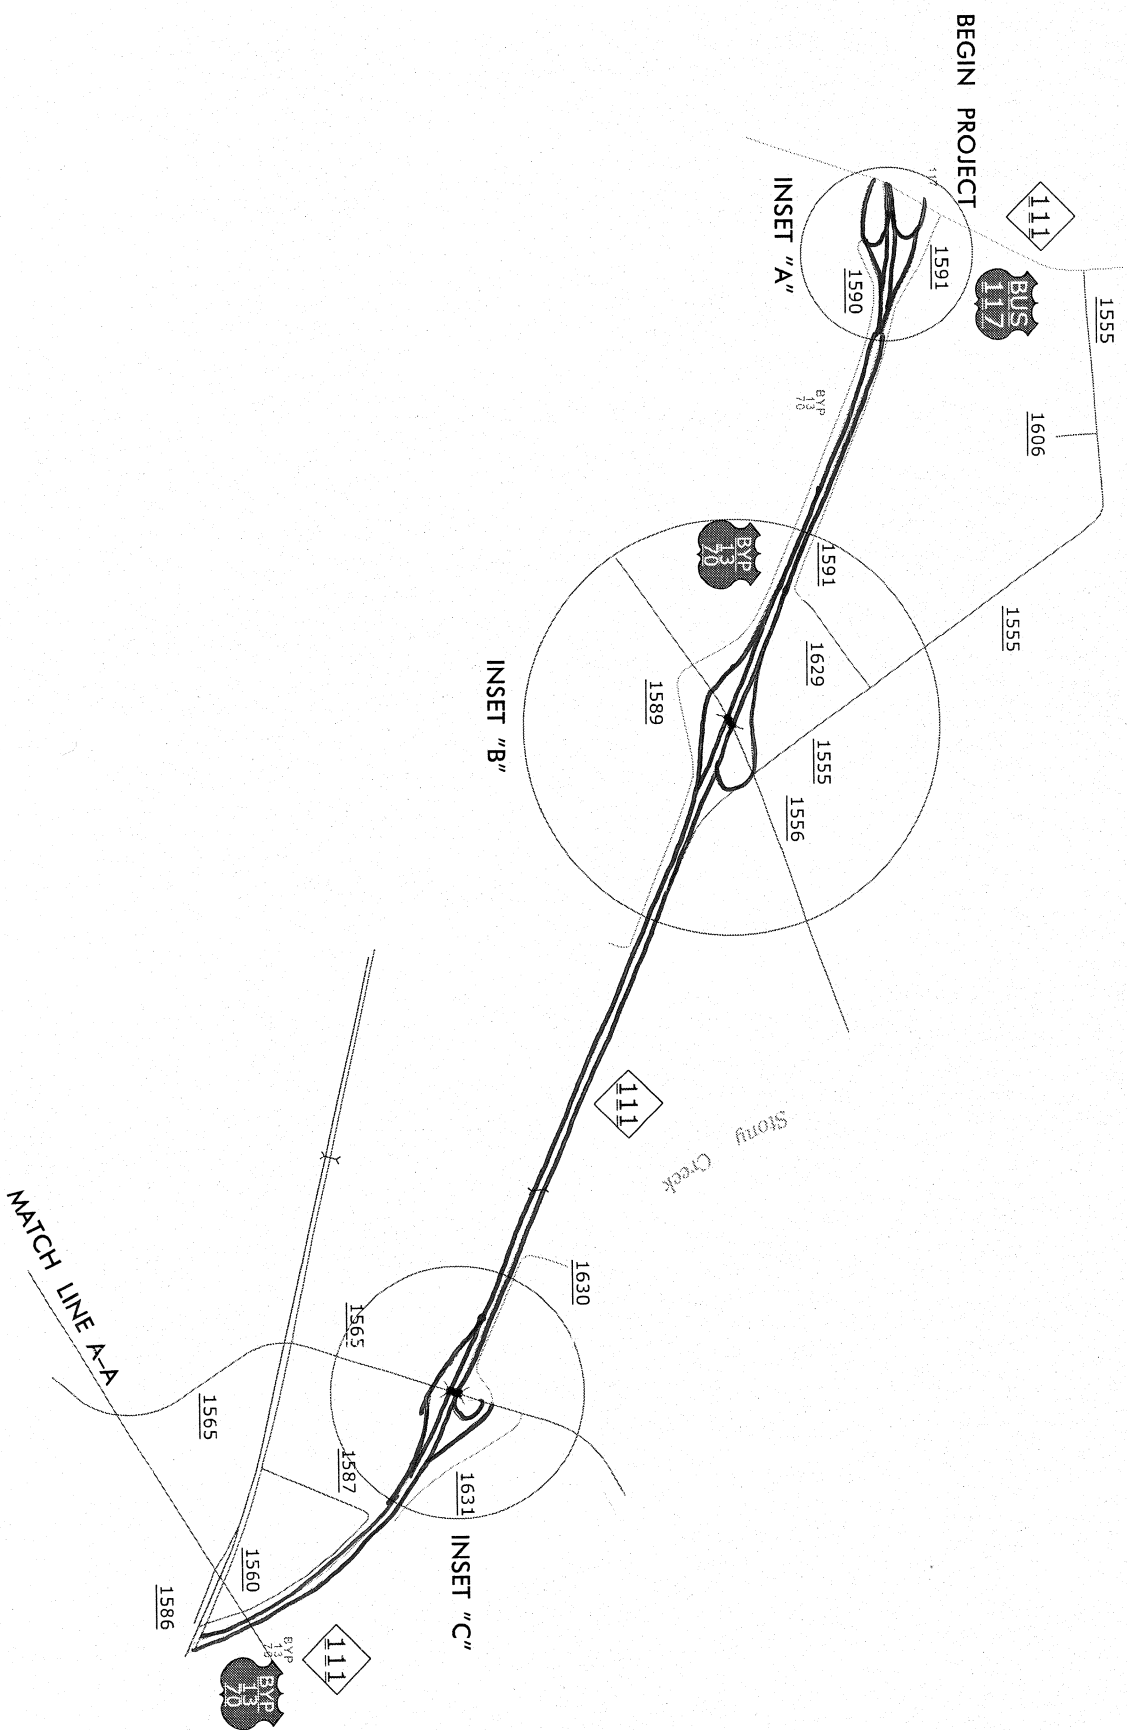 BEGIN PROJECT
111
BUS
117
1555
1591
1590
INSET "A"
1606
BYP
13
70
BYP
13
70
1591
1555
1629
1589
INSET "B"
1555
1556
111
Stony Creek
1630
1565
MATCH LINE A-A
1565
1587
1631
INSET "C"
1560
1586
111
BYP
13
70
BYP
13
70